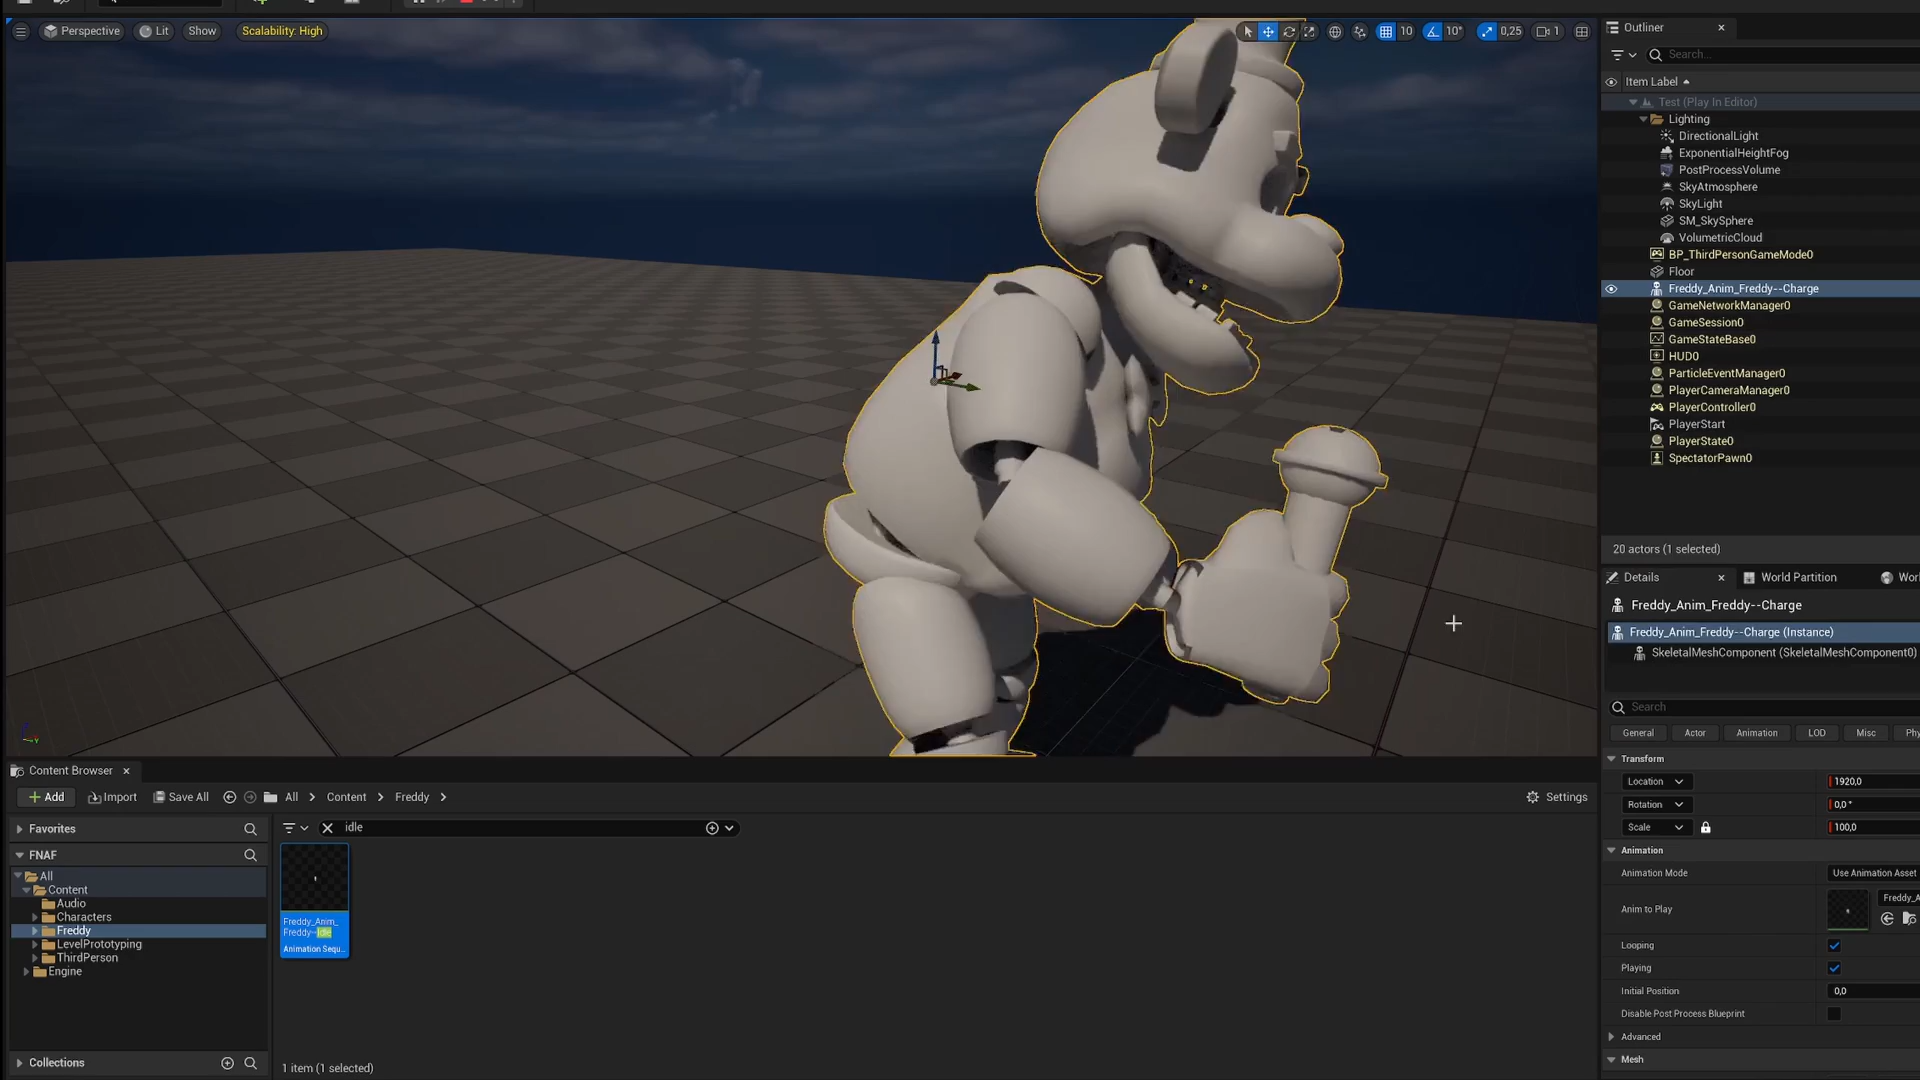 Perspective
Lit
Show
Scalability: High
10
10°
0,25
1
Outliner
Search...
Item Label
Test (Play In Editor)
Lighting
DirectionalLight
ExponentialHeightFog
PostProcessVolume
SkyAtmosphere
SkyLight
SM_SkySphere
VolumetricCloud
BP_ThirdPersonGameMode0
Floor
Freddy_Anim_Freddy--Charge
GameNetworkManager0
GameSession0
GameStateBase0
HUD0
ParticleEventManager0
PlayerCameraManager0
PlayerController0
PlayerStart
PlayerState0
SpectatorPawn0
20 actors (1 selected)
Details
World Partition
Worl
Freddy_Anim_Freddy--Charge
Freddy_Anim_Freddy--Charge (Instance)
SkeletalMeshComponent (SkeletalMeshComponent0)
Search
General
Actor
Animation
LOD
Misc
Phy
Transform
Location
1920,0
Rotation
0,0 °
Scale
100,0
Animation
Animation Mode
Use Animation Asset
Anim to Play
Freddy_A
Looping
Playing
Initial Position
0,0
Disable Post Process Blueprint
Advanced
Mesh
Content Browser
Add
Import
Save All
All
Content
Freddy
Settings
Favorites
FNAF
All
Content
Audio
Characters
Freddy
LevelPrototyping
ThirdPerson
Engine
Collections
idle
Freddy_Anim_
Freddy--Idle
Animation Sequ...
1 item (1 selected)